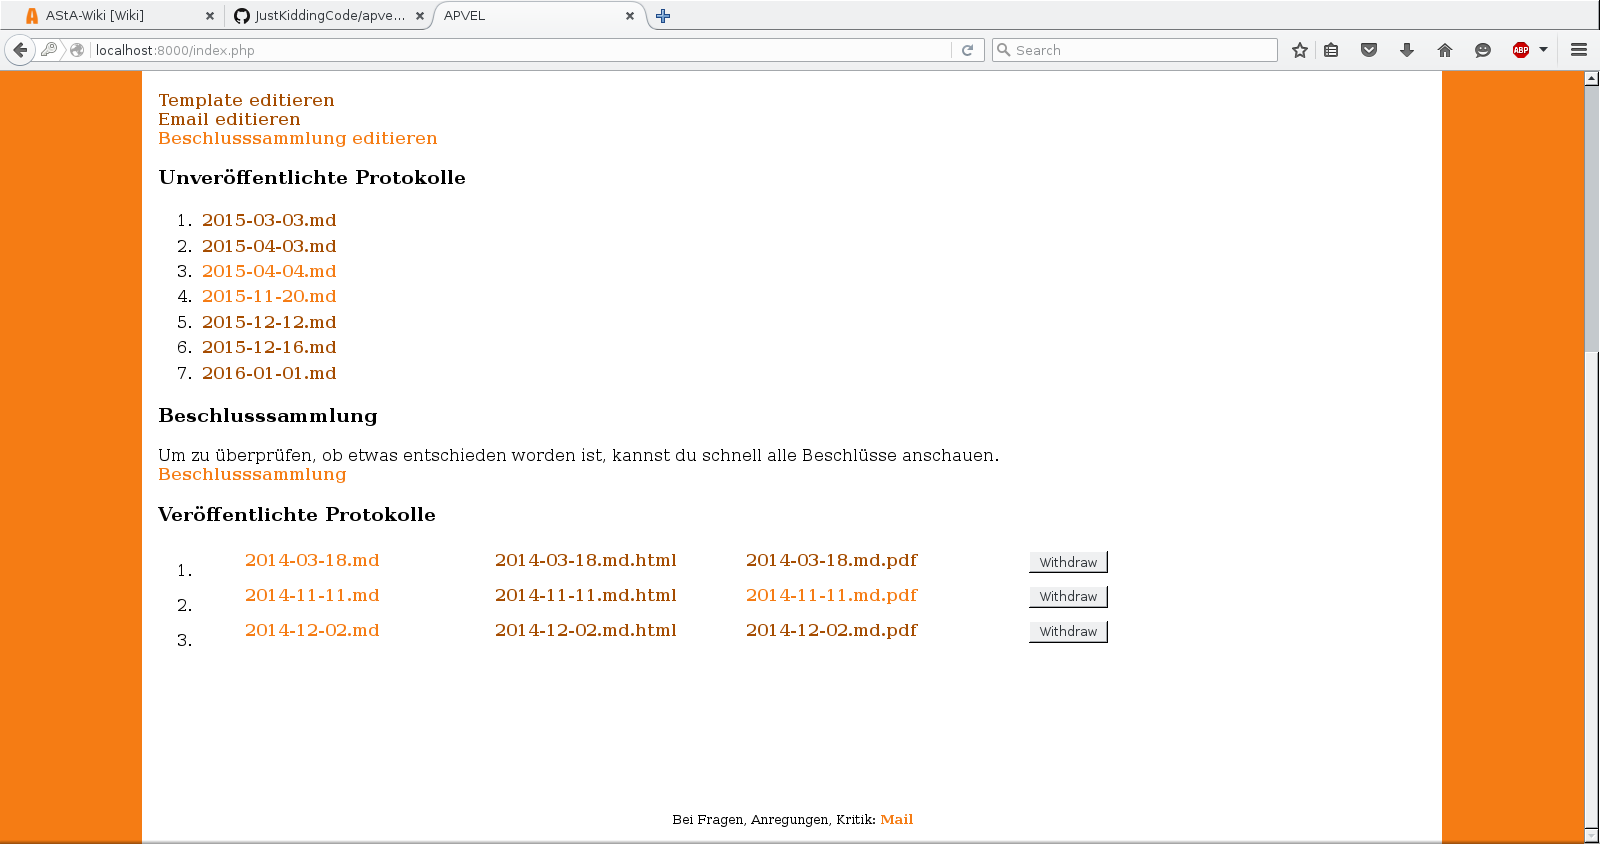 AStA-Wiki [Wiki]
JustKiddingCode/apve...
APVEL
localhost:8000/index.php
Search
ABP
Template editieren
Email editieren
Beschlusssammlung editieren
Unveröffentlichte Protokolle
1. 2015-03-03.md
2. 2015-04-03.md
3. 2015-04-04.md
4. 2015-11-20.md
5. 2015-12-12.md
6. 2015-12-16.md
7. 2016-01-01.md
Beschlusssammlung
Um zu überprüfen, ob etwas entschieden worden ist, kannst du schnell alle Beschlüsse anschauen.
Beschlusssammlung
Veröffentlichte Protokolle
1. 2014-03-18.md 2014-03-18.md.html 2014-03-18.md.pdf Withdraw
2. 2014-11-11.md 2014-11-11.md.html 2014-11-11.md.pdf Withdraw
3. 2014-12-02.md 2014-12-02.md.html 2014-12-02.md.pdf Withdraw
Bei Fragen, Anregungen, Kritik: Mail